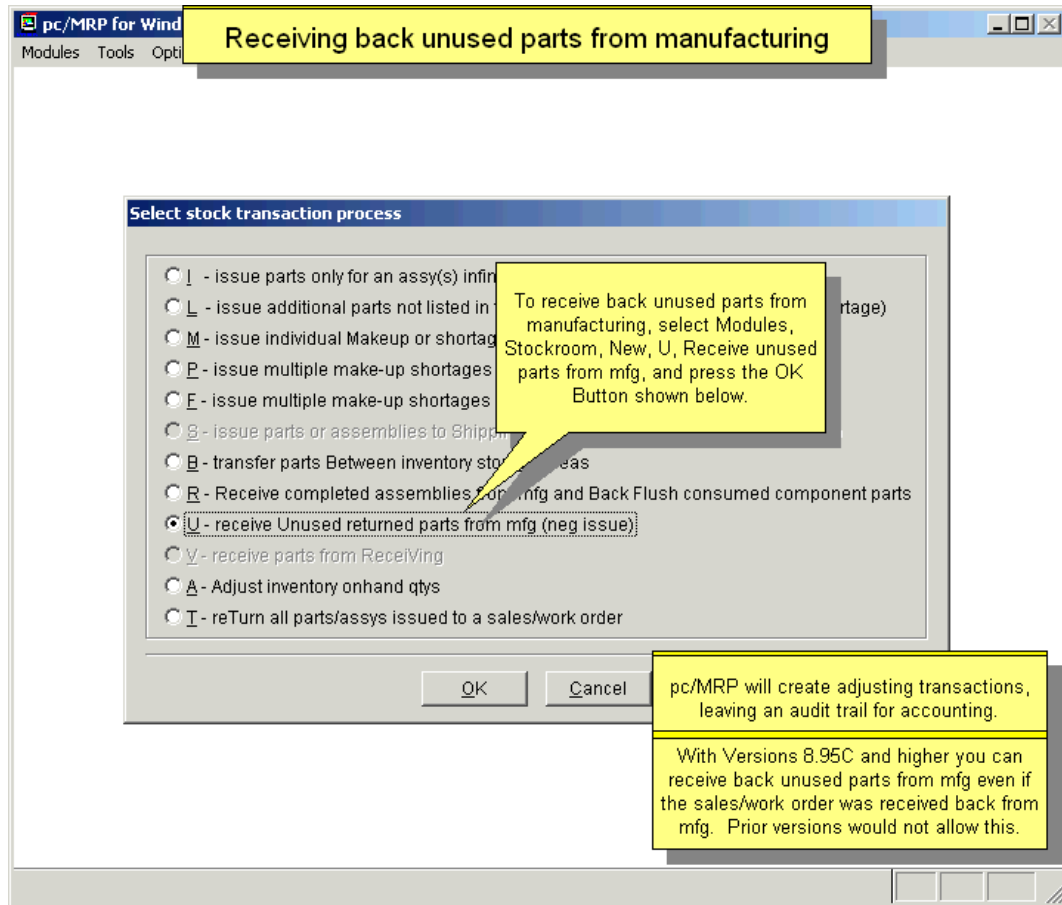 pc/MRP for Wind
Receiving back unused parts from manufacturing
Modules Tools Opti
Select stock transaction process
I - issue parts only for an assy(s) infin
L - issue additional parts not listed in rtage)
M - issue individual Makeup or shortag
P - issue multiple make-up shortages
F - issue multiple make-up shortages
S - issue parts or assemblies to Shippi
B - transfer parts Between inventory sto eas
R - Receive completed assemblies from mfg and Back Flush consumed component parts
U - receive Unused returned parts from mfg (neg issue)
V - receive parts from ReceiVing
A - Adjust inventory onhand qtys
T - reTurn all parts/assys issued to a sales/work order
To receive back unused parts from
manufacturing, select Modules,
Stockroom, New, U, Receive unused
parts from mfg, and press the OK
Button shown below.
OK Cancel
pc/MRP will create adjusting transactions,
leaving an audit trail for accounting.
With Versions 8.95C and higher you can
receive back unused parts from mfg even if
the sales/work order was received back from
mfg. Prior versions would not allow this.